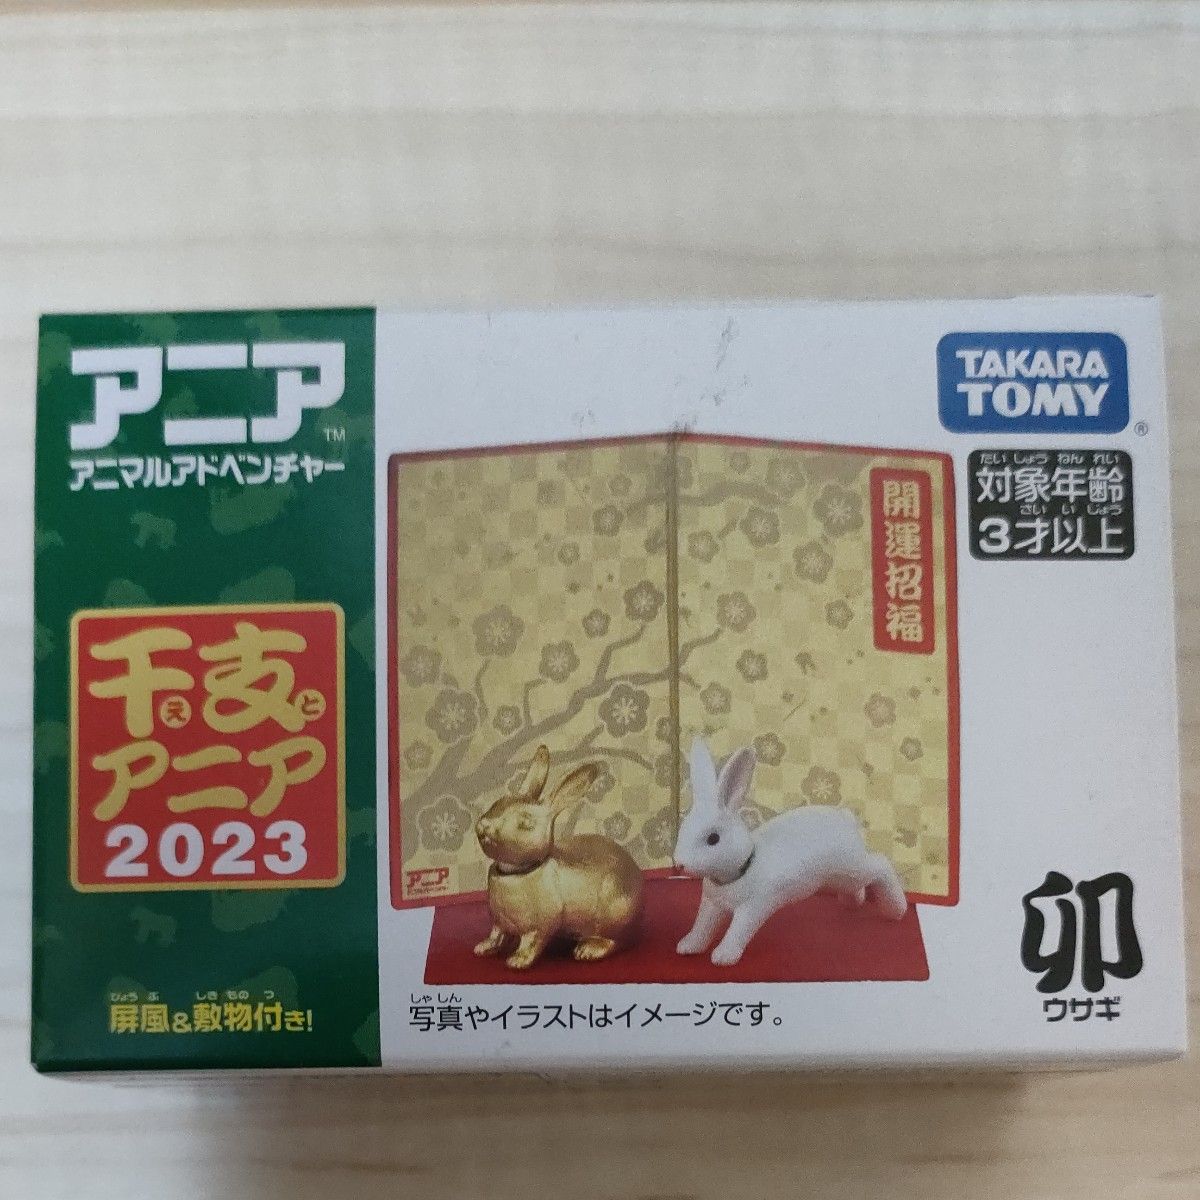 アニア
TM
アニマルアドベンチャー
干支
え と
アニア
2023
びょうぶ しきものつ
屏風&敷物付き!
開運招福
アニア
しゃしん
写真やイラストはイメージです。
TAKARA
TOMY
®
たいしょうねんれい
対象年齢
さいいじょう
3才以上
卯
ウサギ